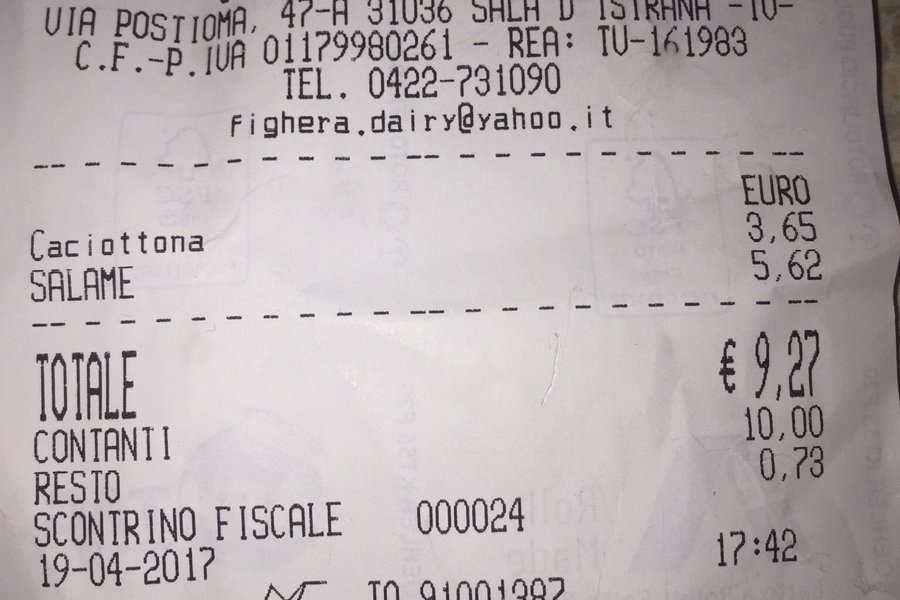 VIA POSTIOMA, 47-A 31036 SALA D'ISTRANA -TV-
C.F.-P.IVA 01179980261 - REA: TV-161983
TEL. 0422-731090
fighera.dairy@yahoo.it
EURO
Caciottona 3,65
SALAME 5,62
TOTALE € 9,27
CONTANTI 10,00
RESTO 0,73
SCONTRINO FISCALE 000024
19-04-2017 17:42